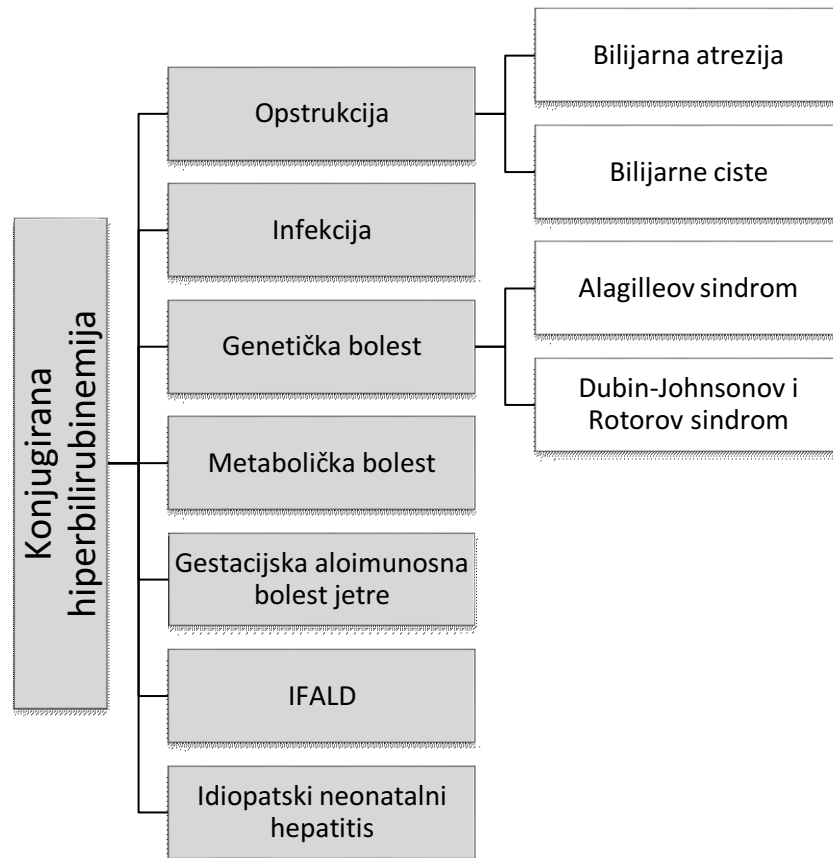 Konjugirana
hiperbilirubinemija
Opstrukcija
Bilijarna atrezija
Bilijarne ciste
Infekcija
Genetička bolest
Alagilleov sindrom
Dubin-Johnsonov i
Rotorov sindrom
Metabolička bolest
Gestacijska aloimunosna
bolest jetre
IFALD
Idiopatski neonatalni
hepatitis